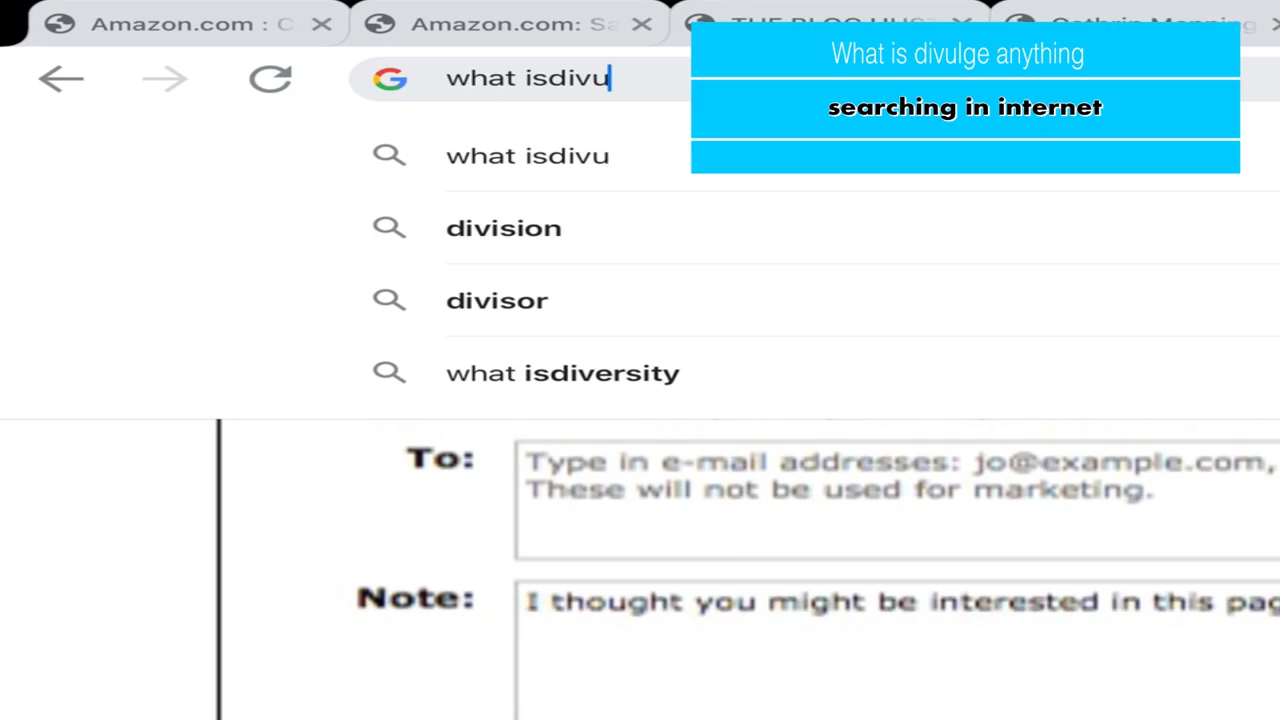 Amazon.com : C
Amazon.com: Sa
what isdivu
What is divulge anything
searching in internet
what isdivu
division
divisor
what isdiversity
To:
Type in e-mail addresses: jo@example.com,
These will not be used for marketing.
Note:
I thought you might be interested in this pag